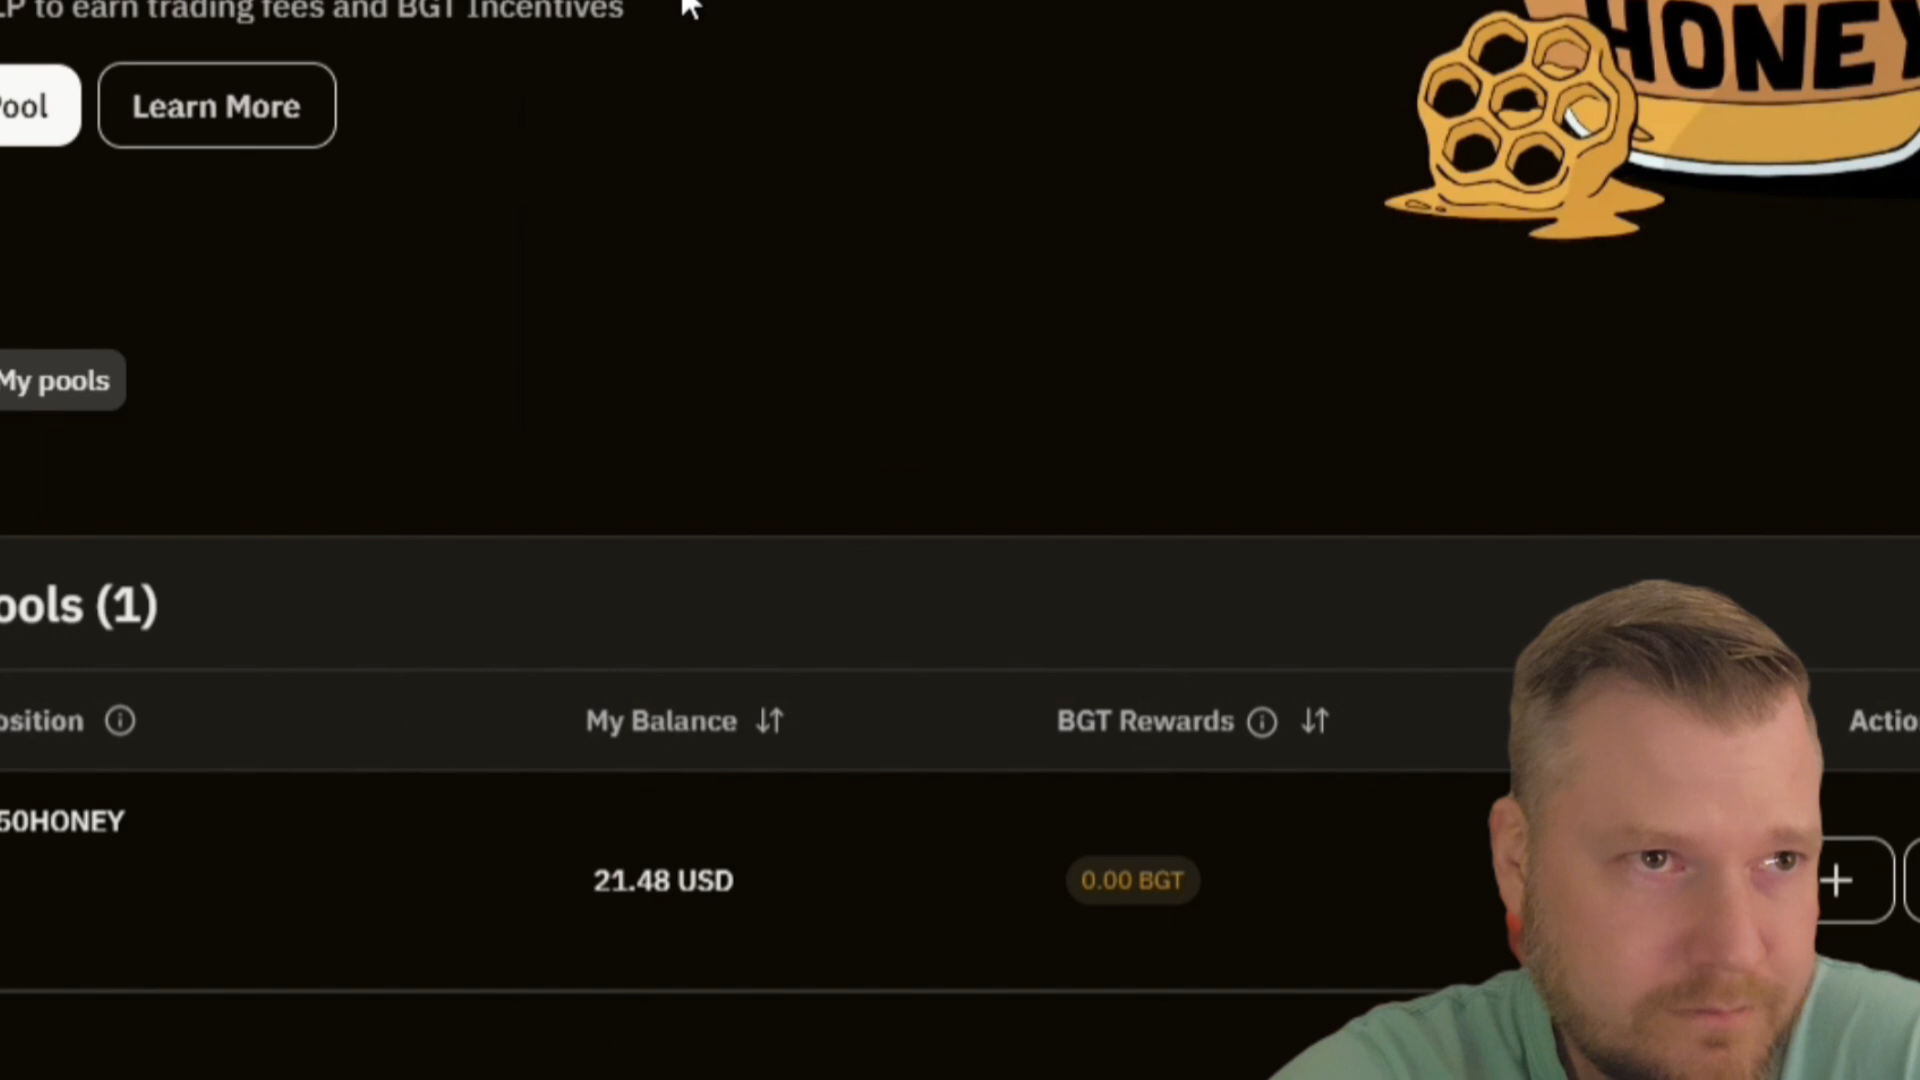 LP to earn trading fees and BGT Incentives
HONEY
Pool
Learn More
My pools
ools (1)
osition
My Balance
BGT Rewards
Actio
50HONEY
21.48 USD
0.00 BGT